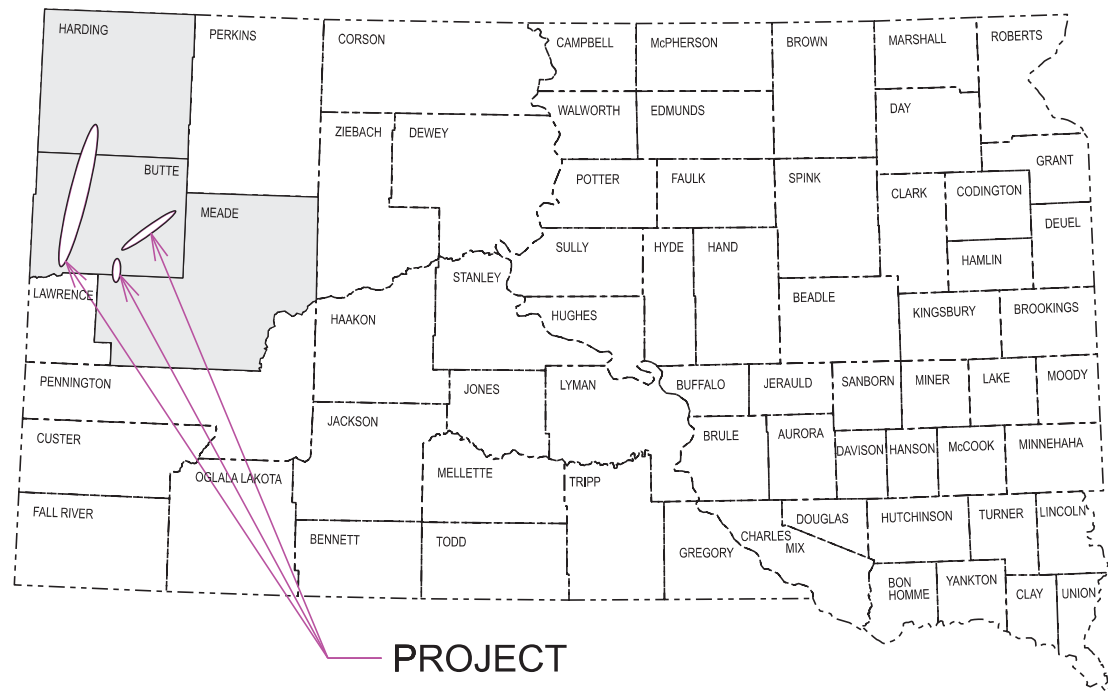 HARDING
PERKINS
CORSON
CAMPBELL
McPHERSON
BROWN
MARSHALL
ROBERTS
WALWORTH
EDMUNDS
DAY
ZIEBACH
DEWEY
GRANT
BUTTE
POTTER
FAULK
SPINK
CLARK
CODINGTON
MEADE
DEUEL
SULLY
HYDE
HAND
HAMLIN
STANLEY
LAWRENCE
BEADLE
HAAKON
HUGHES
KINGSBURY
BROOKINGS
PENNINGTON
JONES
LYMAN
BUFFALO
JERAULD
SANBORN
MINER
LAKE
MOODY
CUSTER
JACKSON
BRULE
AURORA
DAVISON
HANSON
McCOOK
MINNEHAHA
OGLALA LAKOTA
MELLETTE
TRIPP
FALL RIVER
BENNETT
TODD
GREGORY
CHARLES
MIX
DOUGLAS
HUTCHINSON
TURNER
LINCOLN
BON
HOMME
YANKTON
CLAY
UNION
PROJECT